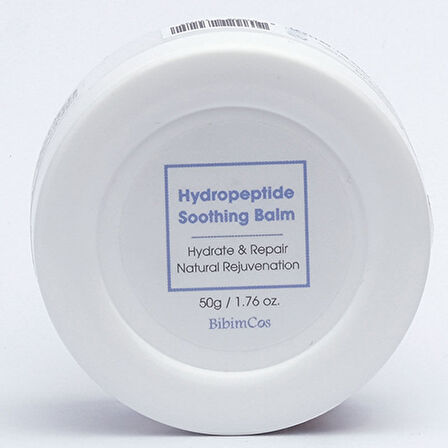 Hydropeptide
Soothing Balm
Hydrate & Repair
Natural Rejuvenation
50g / 1.76 oz.
BibimCos